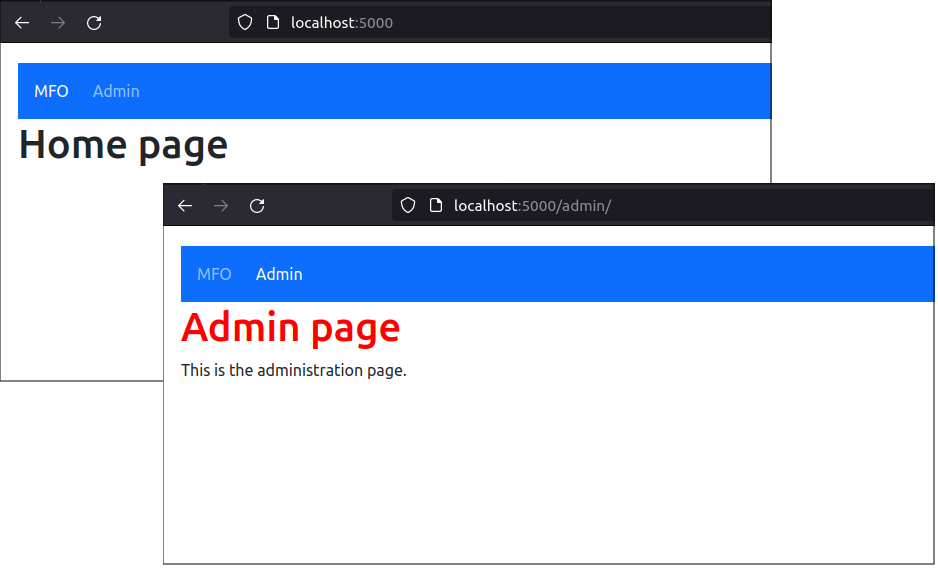 localhost:5000
MFO Admin
Home page
localhost:5000/admin/
MFO Admin
Admin page
This is the administration page.